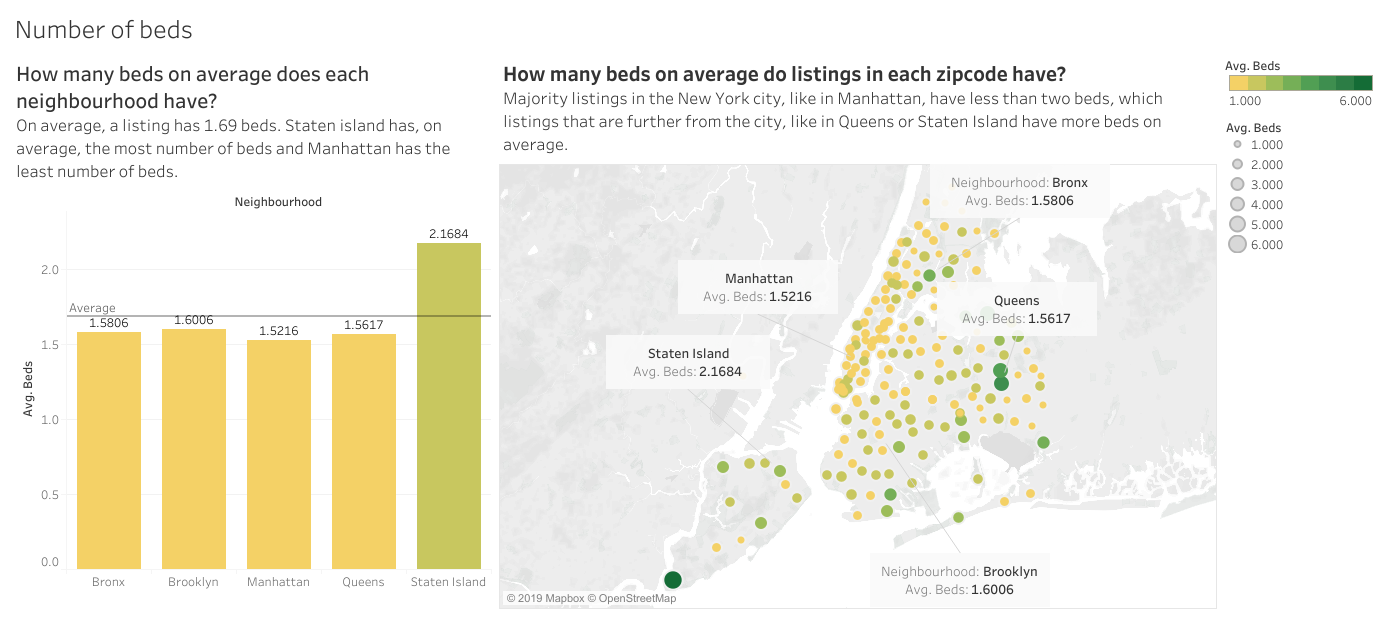 Number of beds
How many beds on average does each
neighbourhood have?
On average, a listing has 1.69 beds. Staten island has, on
average, the most number of beds and Manhattan has the
least number of beds.
Neighbourhood
2.1684
2.0
Average
1.5806
1.6006
1.5216
1.5617
1.5
Avg. Beds
1.0
0.5
0.0
Bronx
Brooklyn
Manhattan
Queens
Staten Island
How many beds on average do listings in each zipcode have?
Majority listings in the New York city, like in Manhattan, have less than two beds, which
listings that are further from the city, like in Queens or Staten Island have more beds on
average.
Neighbourhood: Bronx
Avg. Beds: 1.5806
Manhattan
Avg. Beds: 1.5216
Queens
Avg. Beds: 1.5617
Staten Island
Avg. Beds: 2.1684
Neighbourhood: Brooklyn
Avg. Beds: 1.6006
© 2019 Mapbox © OpenStreetMap
Avg. Beds
1.000 6.000
Avg. Beds
1.000
2.000
3.000
4.000
5.000
6.000